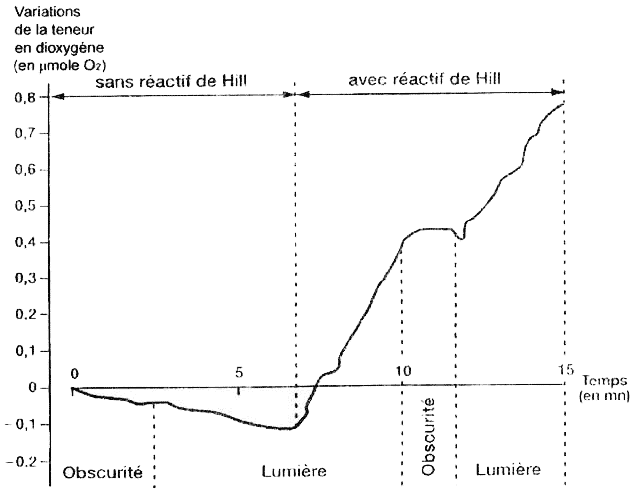 Variations
de la teneur
en dioxygène
(en µmole O₂)
sans réactif de Hill
avec réactif de Hill
0,8
0,7
0,6
0,5
0,4
0,3
0,2
0,1
0
-0,1
-0.2
0
5
10
15
Temps
(en mn)
Obscurité
Lumière
Obscurité
Lumière